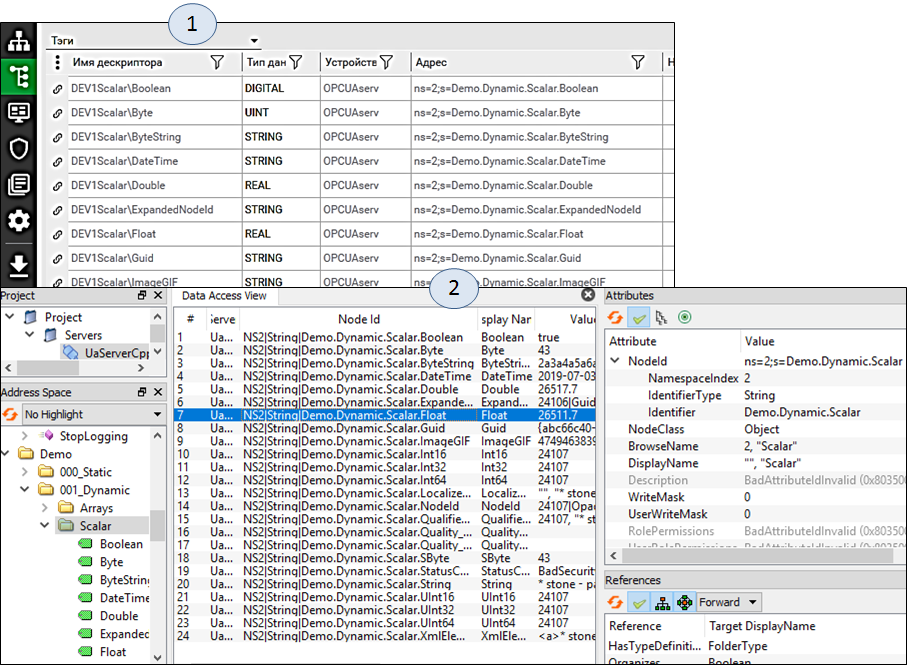 1
Тэги
Имя дескриптора Тип дан Устройств Адрес
DEV1Scalar\Boolean DIGITAL OPCUAserv ns=2;s=Demo.Dynamic.Scalar.Boolean
DEV1Scalar\Byte UINT OPCUAserv ns=2;s=Demo.Dynamic.Scalar.Byte
DEV1Scalar\ByteString STRING OPCUAserv ns=2;s=Demo.Dynamic.Scalar.ByteString
DEV1Scalar\DateTime STRING OPCUAserv ns=2;s=Demo.Dynamic.Scalar.DateTime
DEV1Scalar\Double REAL OPCUAserv ns=2;s=Demo.Dynamic.Scalar.Double
DEV1Scalar\ExpandedNodeId STRING OPCUAserv ns=2;s=Demo.Dynamic.Scalar.ExpandedNodeId
DEV1Scalar\Float REAL OPCUAserv ns=2;s=Demo.Dynamic.Scalar.Float
DEV1Scalar\Guid STRING OPCUAserv ns=2;s=Demo.Dynamic.Scalar.Guid
DEV1Scalar\ImageGIF STRING OPCUAserv ns=2;s=Demo.Dynamic.Scalar.ImageGIF
2
Project
Project
Servers
UaServerCpp
Address Space
No Highlight
StopLogging
Demo
000_Static
001_Dynamic
Arrays
Scalar
Boolean
Byte
ByteString
DateTime
Double
Expanded
Float
Data Access View
# Serve Node Id splay Nar Value
1 Ua... NS2|String|Demo.Dynamic.Scalar.Boolean Boolean true
2 Ua... NS2|String|Demo.Dynamic.Scalar.Byte Byte 43
3 Ua... NS2|String|Demo.Dynamic.Scalar.ByteString ByteStri... 2a3a4a5a6a
4 Ua... NS2|String|Demo.Dynamic.Scalar.DateTime DateTime 2019-07-03
5 Ua... NS2|String|Demo.Dynamic.Scalar.Double Double 26517.7
6 Ua... NS2|String|Demo.Dynamic.Scalar.Expande... Expand... 24106|Guid
7 Ua... NS2|String|Demo.Dynamic.Scalar.Float Float 26511.7
8 Ua... NS2|String|Demo.Dynamic.Scalar.Guid Guid {abc66c40-
9 Ua... NS2|String|Demo.Dynamic.Scalar.ImageGIF ImageGIF 4749463839
10 Ua... NS2|String|Demo.Dynamic.Scalar.Int16 Int16 24107
11 Ua... NS2|String|Demo.Dynamic.Scalar.Int32 Int32 24107
12 Ua... NS2|String|Demo.Dynamic.Scalar.Int64 Int64 24107
13 Ua... NS2|String|Demo.Dynamic.Scalar.Localize... Localiz... "", "* stone
14 Ua... NS2|String|Demo.Dynamic.Scalar.NodeId NodeId 24107|Opac
15 Ua... NS2|String|Demo.Dynamic.Scalar.Qualifie... Qualifie... 24107, "* st
16 Ua... NS2|String|Demo.Dynamic.Scalar.Quality_... Quality...
17 Ua... NS2|String|Demo.Dynamic.Scalar.Quality_... Quality...
18 Ua... NS2|String|Demo.Dynamic.Scalar.SByte SByte 43
19 Ua... NS2|String|Demo.Dynamic.Scalar.StatusC... StatusC... BadSecurity
20 Ua... NS2|String|Demo.Dynamic.Scalar.String String * stone - pa
21 Ua... NS2|String|Demo.Dynamic.Scalar.UInt16 UInt16 24107
22 Ua... NS2|String|Demo.Dynamic.Scalar.UInt32 UInt32 24107
23 Ua... NS2|String|Demo.Dynamic.Scalar.UInt64 UInt64 24107
24 Ua... NS2|String|Demo.Dynamic.Scalar.XmlEle... XmlEle... <a>* stone
Attributes
Attribute Value
NodeId ns=2;s=Demo.Dynamic.Scalar
NamespaceIndex 2
IdentifierType String
Identifier Demo.Dynamic.Scalar
NodeClass Object
BrowseName 2, "Scalar"
DisplayName "", "Scalar"
Description BadAttributeIdInvalid (0x80350
WriteMask 0
UserWriteMask 0
RolePermissions BadAttributeIdInvalid (0x80350
UserRolePermissions BadAttributeIdInvalid (0x80350
References
Forward
Reference Target DisplayName
HasTypeDefiniti... FolderType
Organizes Boolean